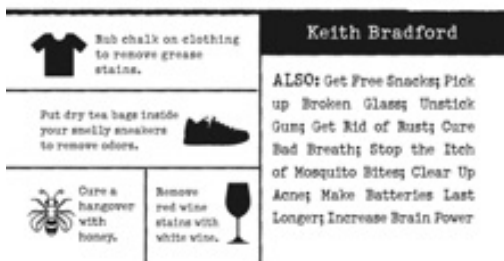 Rub chalk on clothing
to remove grease
stains.
Put dry tea bags inside
your smelly sneakers
to remove odors.
Cure a
hangover
with
honey.
Remove
red wine
stains with
white wine.
Keith Bradford
ALSO: Get Free Snacks; Pick
up Broken Glass; Unstick
Gum; Get Rid of Rust; Cure
Bad Breath; Stop the Itch
of Mosquito Bites; Clear Up
Acne; Make Batteries Last
Longer; Increase Brain Power